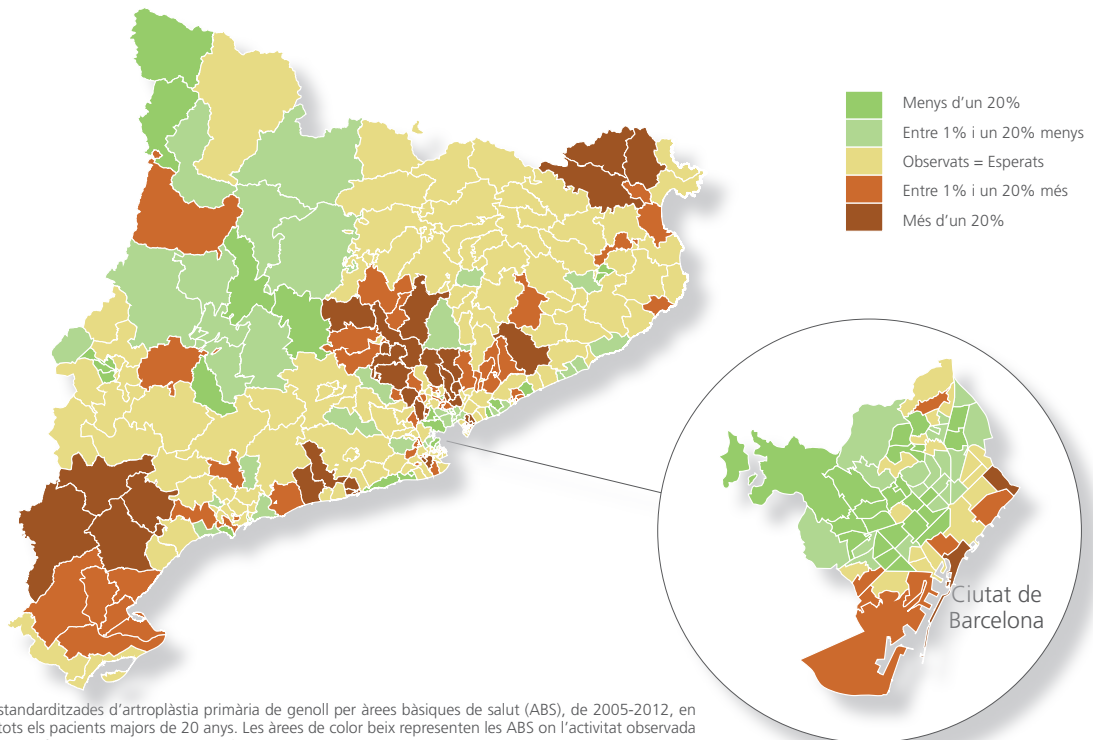 Menys d'un 20%
Entre 1% i un 20% menys
Observats = Esperats
Entre 1% i un 20% més
Més d'un 20%
Ciutat de
Barcelona
standarditzades d'artroplàstia primària de genoll per àrees bàsiques de salut (ABS), de 2005-2012, en
tots els pacients majors de 20 anys. Les àrees de color beix representen les ABS on l'activitat observada